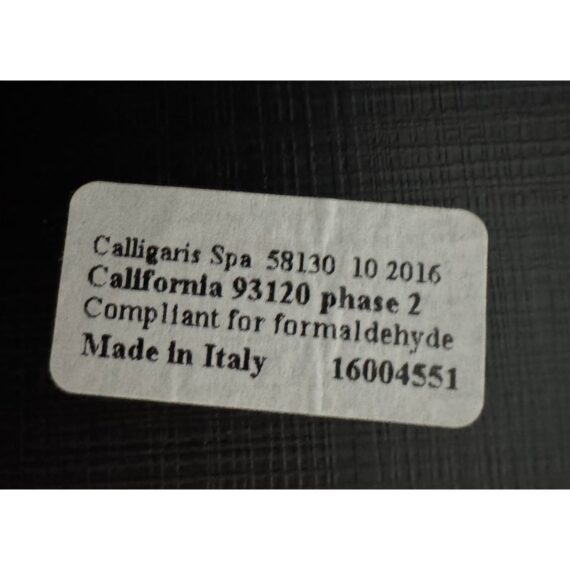 Calligaris Spa 58130 10 2016
California 93120 phase 2
Compliant for formaldehyde
Made in Italy 16004551